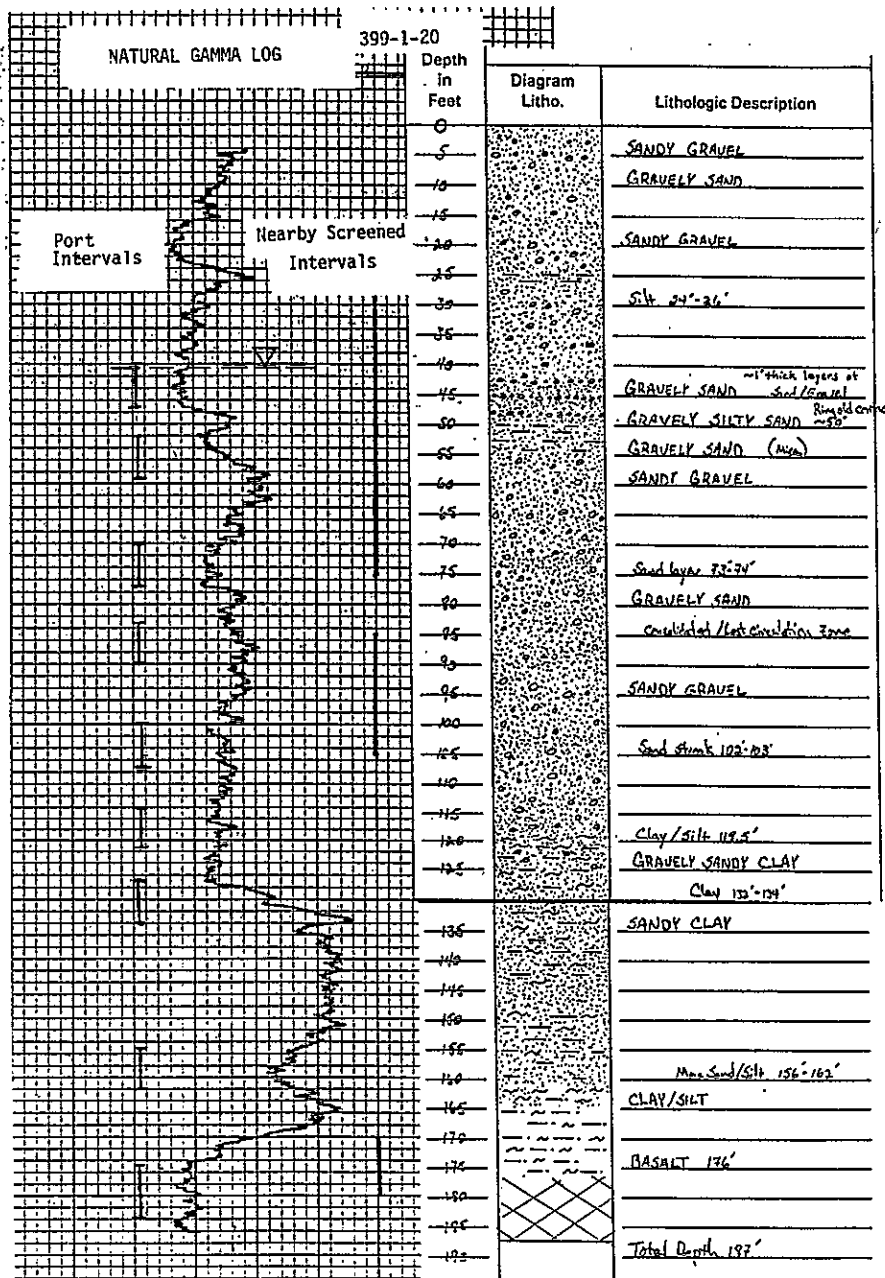 399-1-20
NATURAL GAMMA LOG
Depth
in
Feet
Diagram
Litho.
Lithologic Description
0
5
SANDY GRAVEL
10
GRAVELY SAND
15
Port
Intervals
Nearby Screened
Intervals
20
SANDY GRAVEL
25
30
Silt 24'-26'
35
40
~1' thick layers of
45
GRAVELY SAND Sand/Gravel
Ringold
50
GRAVELY SILTY SAND ~50'
55
GRAVELY SAND (Mica)
60
SANDY GRAVEL
65
70
75
Sand layer 73'-74'
80
GRAVELY SAND
85
Consolidated/Lost Circulation Zone
90
95
SANDY GRAVEL
100
105
Sand 102'-103'
110
115
120
Clay/Silt 119.5'
125
GRAVELY SANDY CLAY
Clay 132'-134'
135
SANDY CLAY
140
145
150
155
160
More Sand/Silt 156'-162'
165
CLAY/SILT
170
175
BASALT 176'
180
185
Total Depth 187'